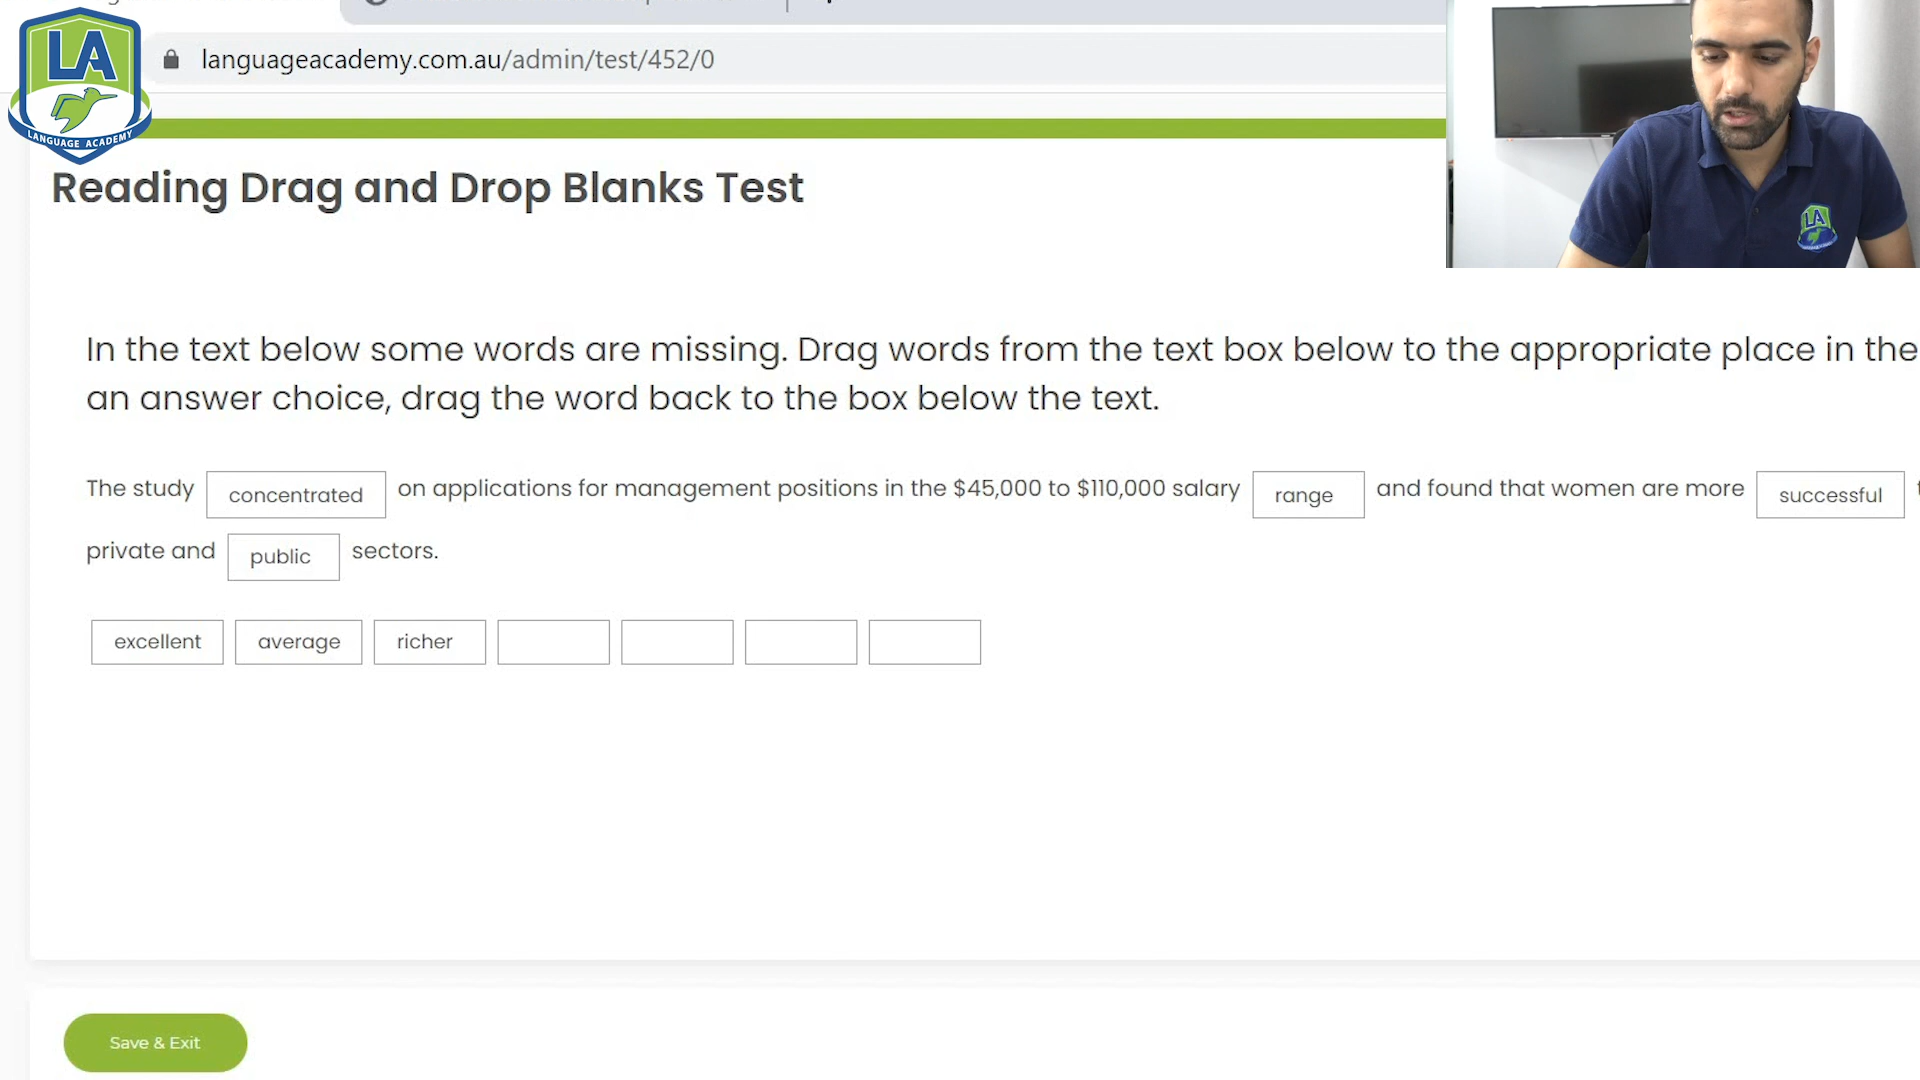 LA
LANGUAGE ACADEMY
languageacademy.com.au/admin/test/452/0
LA
Reading Drag and Drop Blanks Test
In the text below some words are missing. Drag words from the text box below to the appropriate place in the
an answer choice, drag the word back to the box below the text.
The study concentrated on applications for management positions in the $45,000 to $110,000 salary range and found that women are more successful
private and public sectors.
excellent average richer
Save & Exit